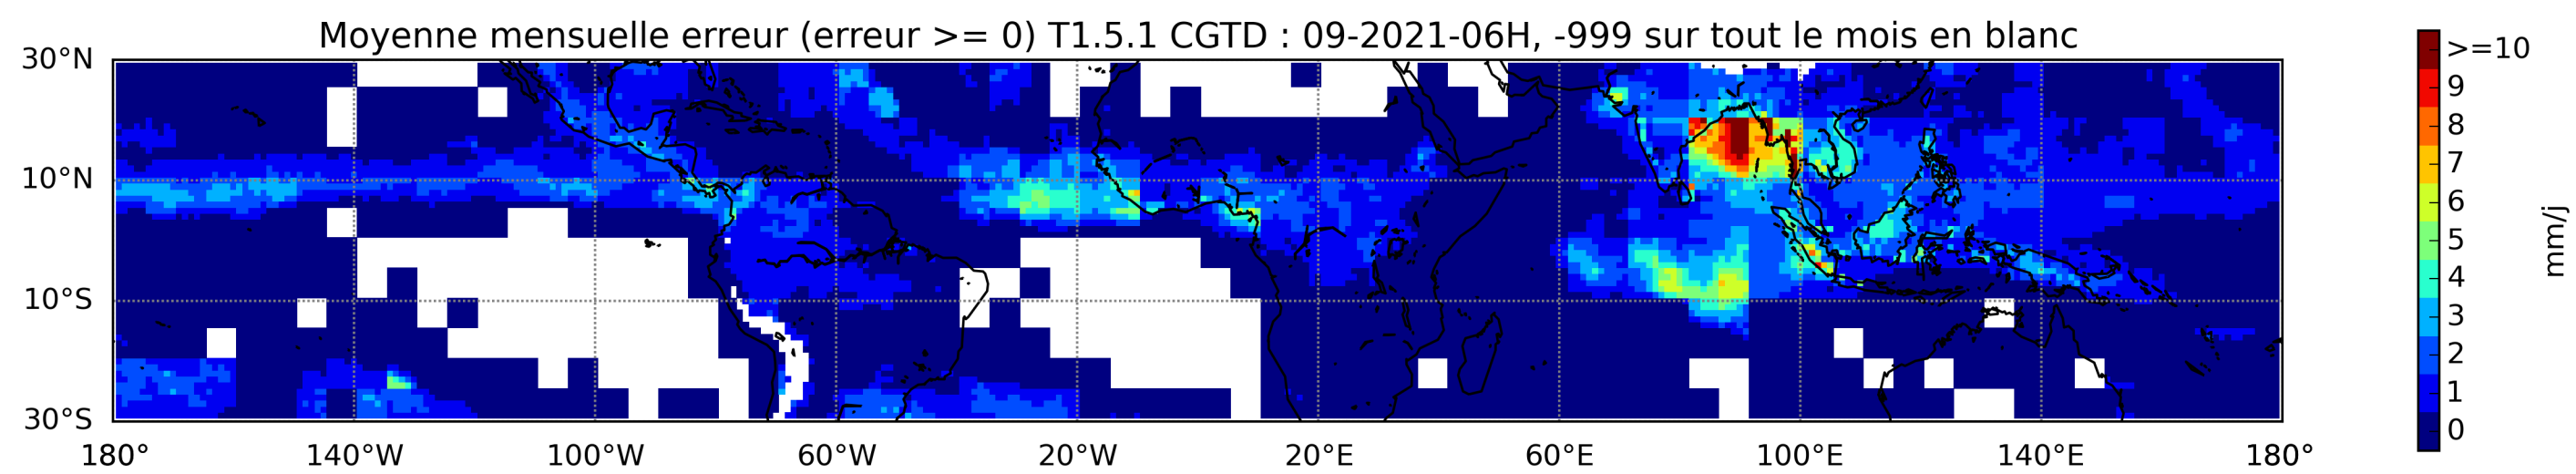 Moyenne mensuelle erreur (erreur >= 0) T1.5.1 CGTD : 09-2021-06H, -999 sur tout le mois en blanc
30°N
10°N
10°S
30°S
180° 140°W 100°W 60°W 20°W 20°E 60°E 100°E 140°E 180°
>=10
9
8
7
6
5
4
3
2
1
0
mm/j